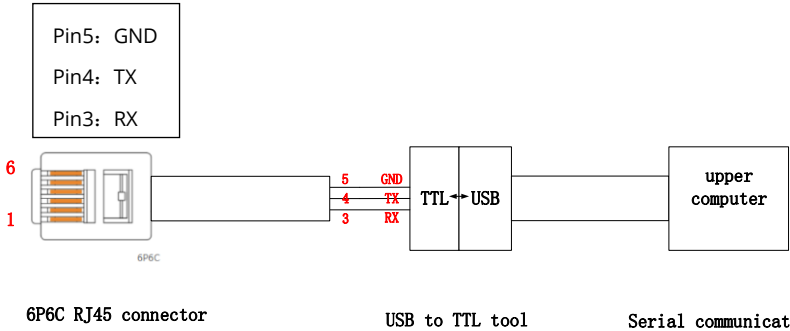 Pin5：GND
Pin4：TX
Pin3：RX
6
1
5 GND
4 TX
3 RX
TTL USB
upper
computer
6P6C
6P6C RJ45 connector
USB to TTL tool
Serial communicat